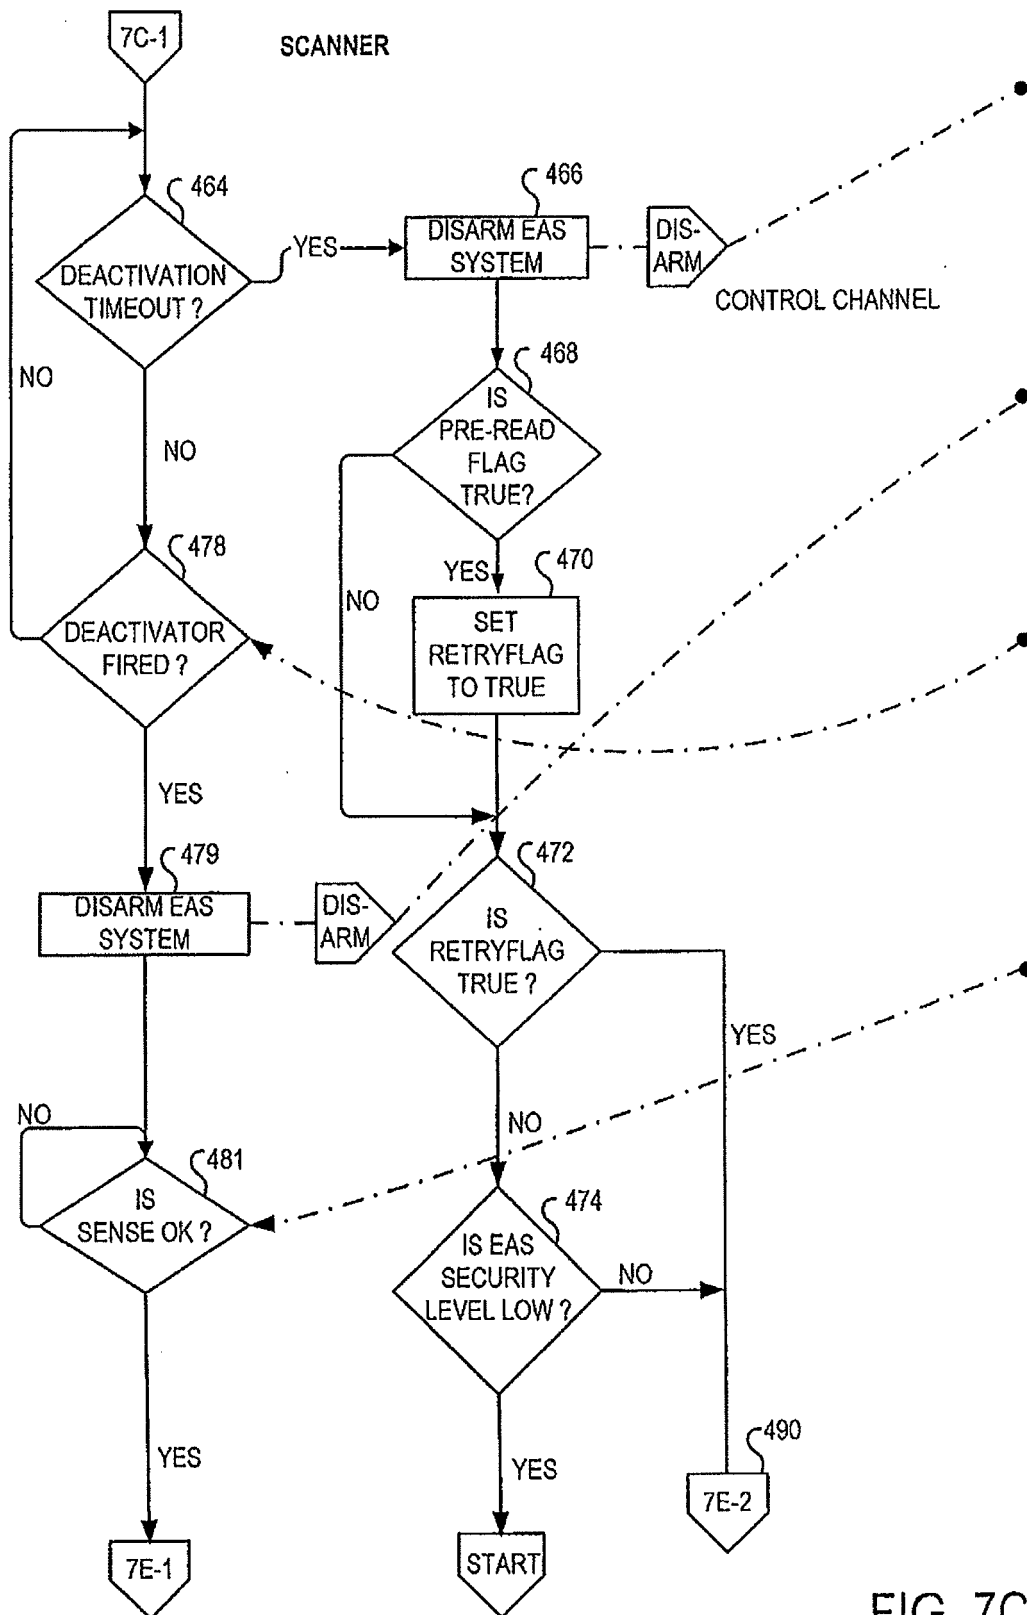 7C-1
SCANNER
464
DEACTIVATION
TIMEOUT ?
YES
466
DISARM EAS
SYSTEM
DIS-
ARM
CONTROL CHANNEL
NO
NO
468
IS
PRE-READ
FLAG
TRUE?
478
DEACTIVATOR
FIRED ?
YES
NO
470
SET
RETRYFLAG
TO TRUE
YES
479
DISARM EAS
SYSTEM
DIS-
ARM
472
IS
RETRYFLAG
TRUE ?
YES
NO
NO
481
IS
SENSE OK ?
474
IS EAS
SECURITY
LEVEL LOW ?
NO
YES
YES
490
7E-2
7E-1
START
FIG. 7C